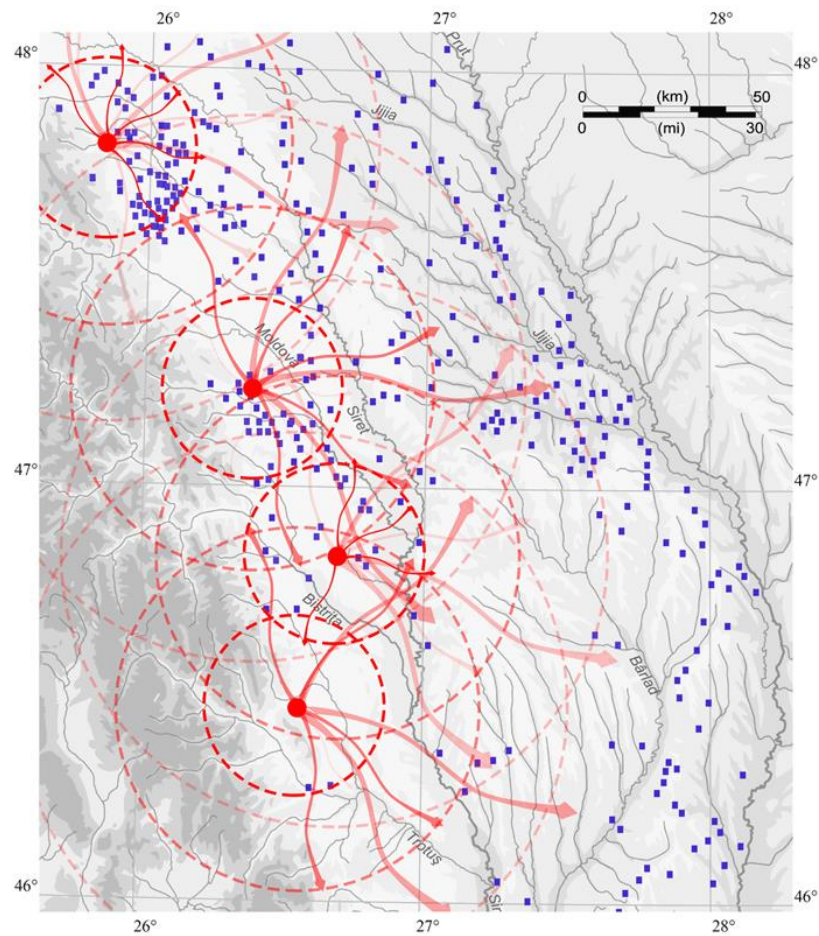 26°
27°
28°
48°
48°
Prut
0 (km) 50
0 (mi) 30
Jijia
Moldova
Jijia
Siret
47°
47°
Bistrița
Bârlad
Trotuș
46°
46°
26°
27°
28°